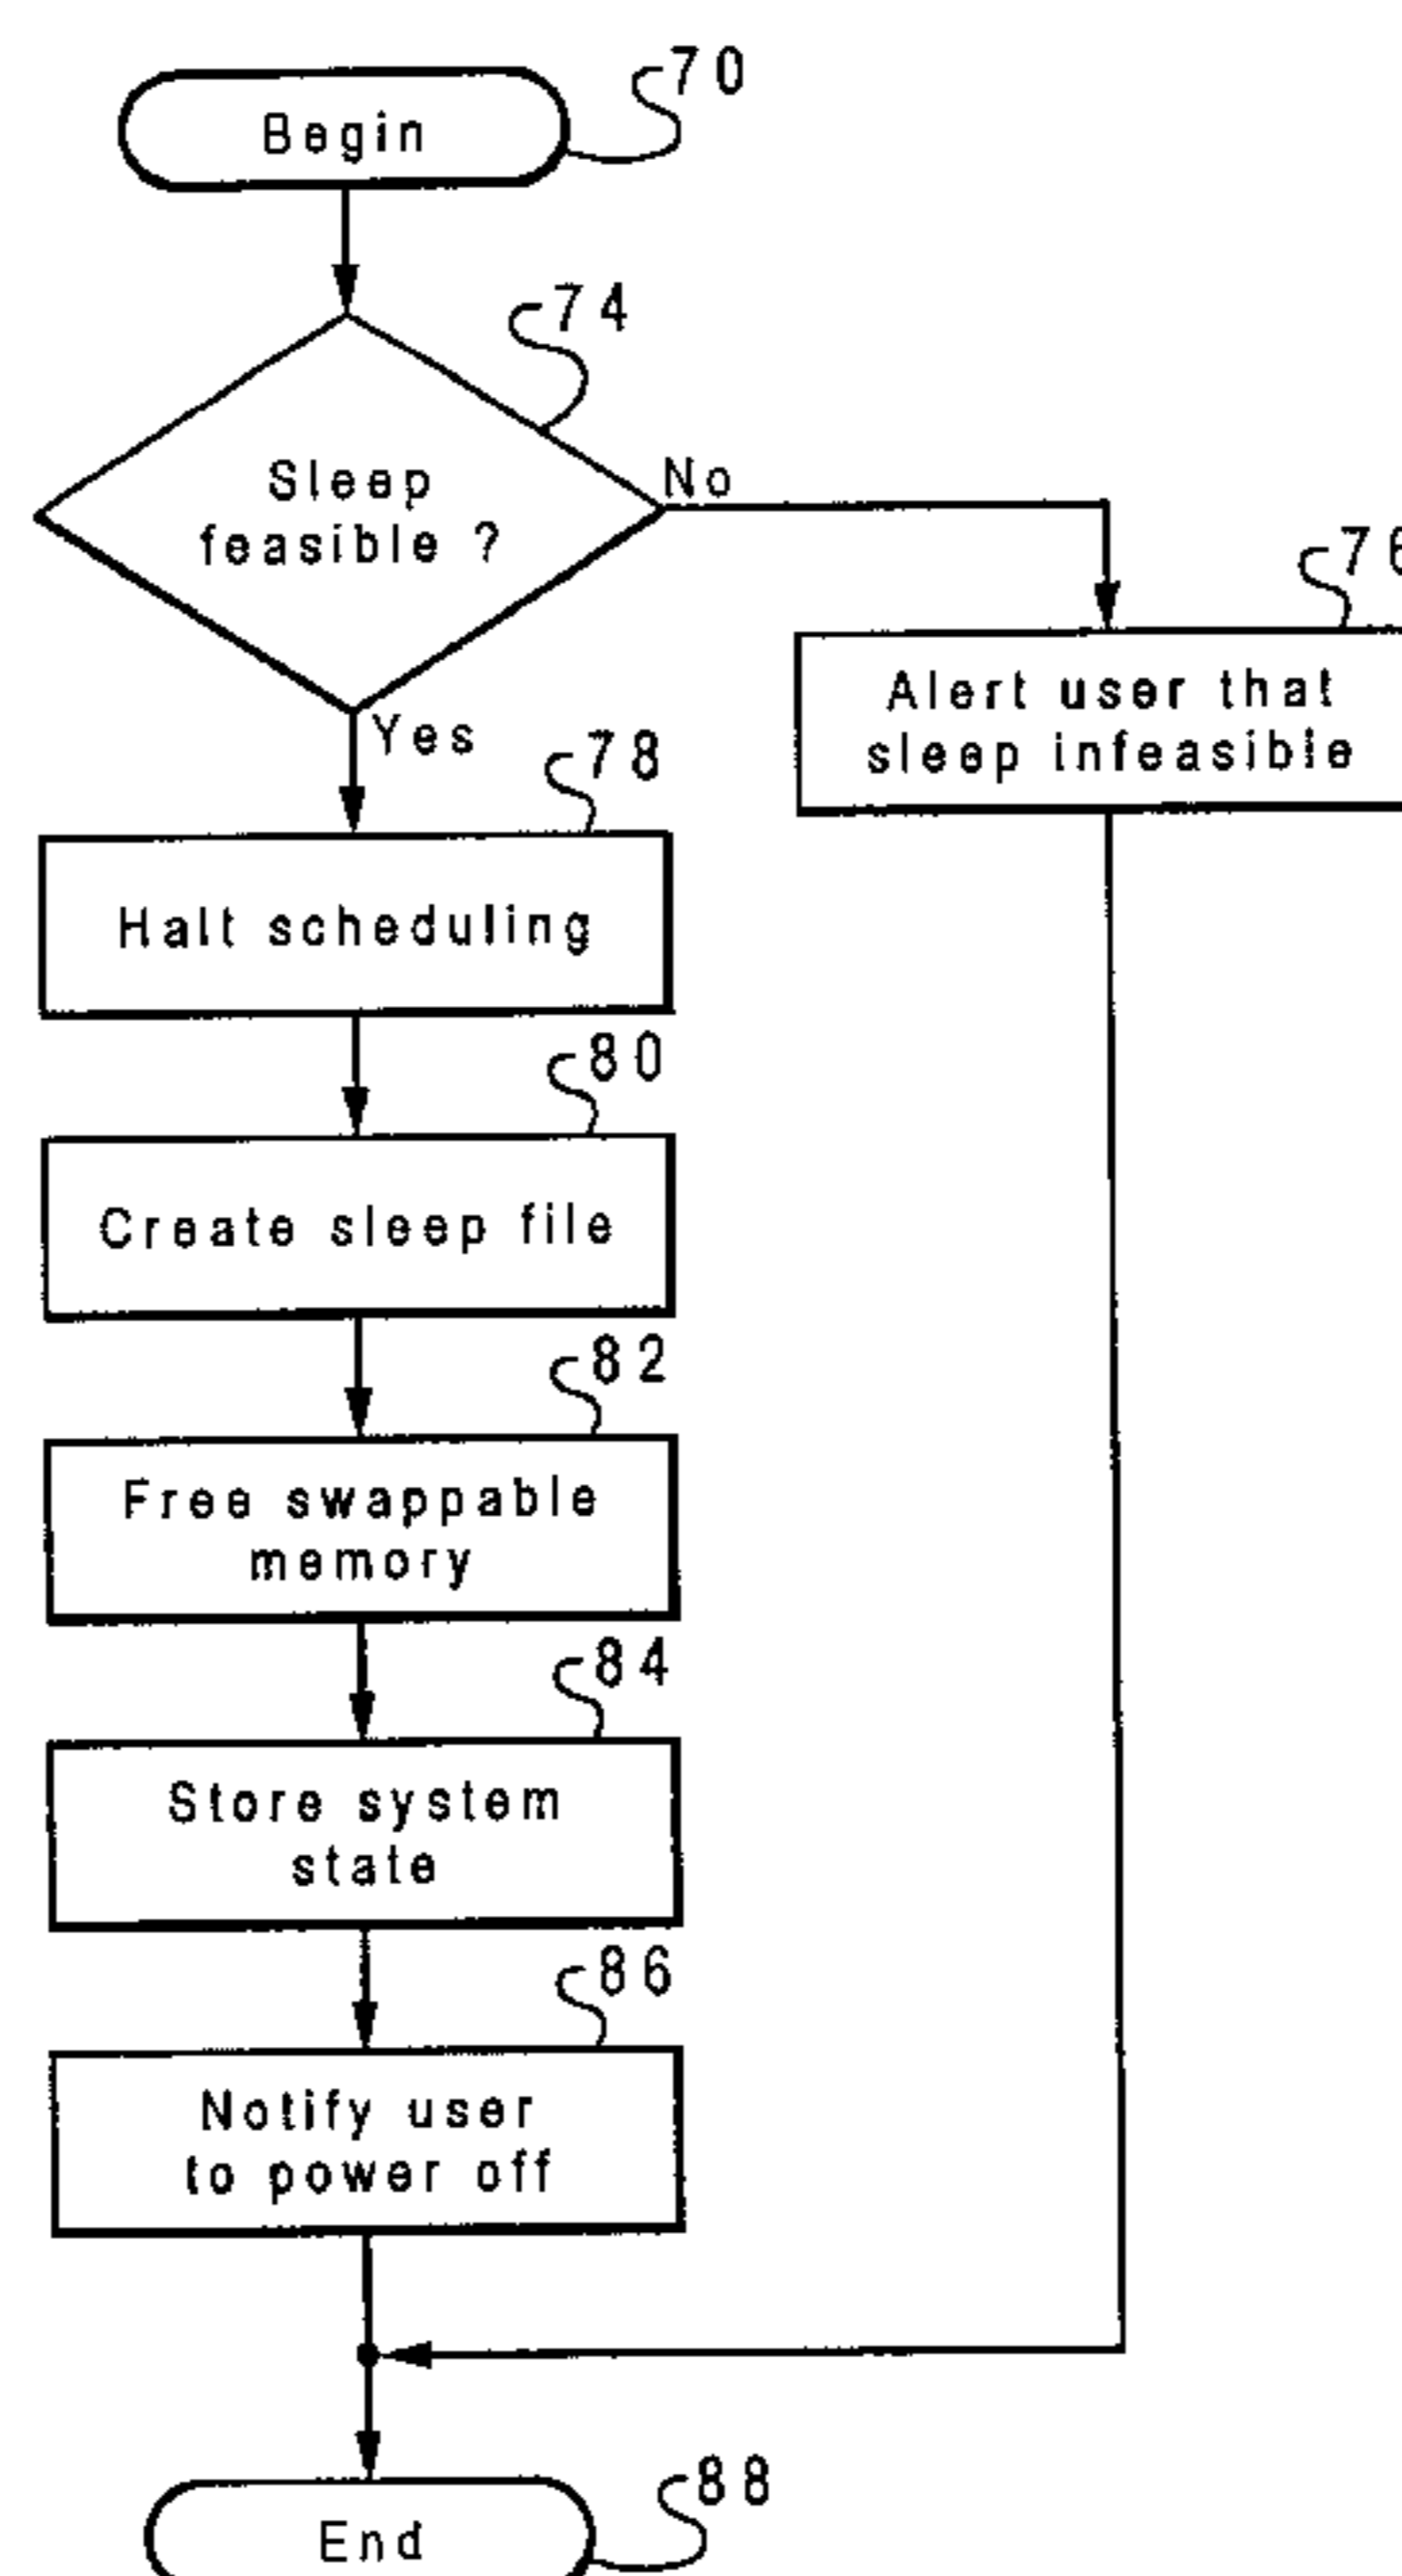 70
Begin
74
Sleep
feasible ?
No
76
Alert user that
sleep infeasible
Yes
78
Halt scheduling
80
Create sleep file
82
Free swappable
memory
84
Store system
state
86
Notify user
to power off
88
End